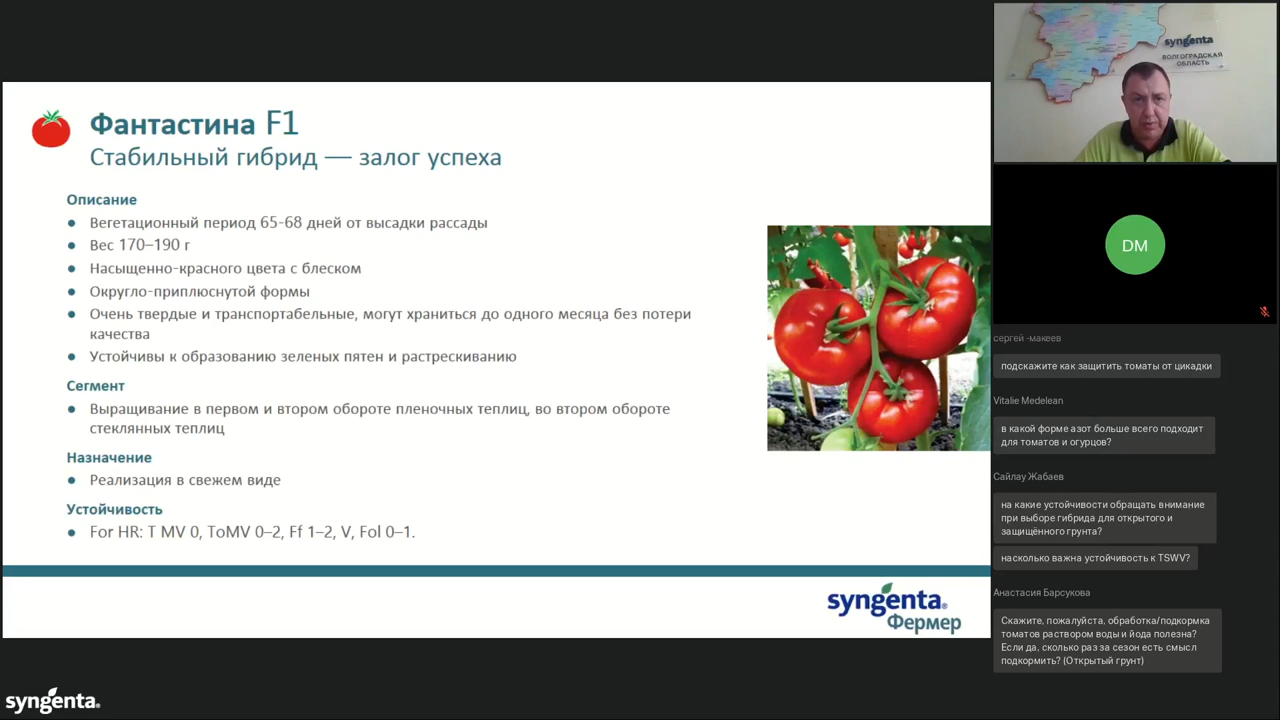 Фантастина F1
Стабильный гибрид — залог успеха
Описание
Вегетационный период 65-68 дней от высадки рассады
Вес 170–190 г
Насыщенно-красного цвета с блеском
Округло-приплюснутой формы
Очень твердые и транспортабельные, могут храниться до одного месяца без потери
качества
Устойчивы к образованию зеленых пятен и растрескиванию
Сегмент
Выращивание в первом и втором обороте пленочных теплиц, во втором обороте
стеклянных теплиц
Назначение
Реализация в свежем виде
Устойчивость
For HR: T MV 0, ToMV 0–2, Ff 1–2, V, Fol 0–1.
syngenta®
Фермер
syngenta®
syngenta
ВОЛГОГРАДСКАЯ
ОБЛАСТЬ
DM
сергей -макеев
подскажите как защитить томаты от цикадки
Vitalie Medelean
в какой форме азот больше всего подходит
для томатов и огурцов?
Сайлау Жабаев
на какие устойчивости обращать внимание
при выборе гибрида для открытого и
защищённого грунта?
насколько важна устойчивость к TSWV?
Анастасия Барсукова
Скажите, пожалуйста, обработка/подкормка
томатов раствором воды и йода полезна?
Если да, сколько раз за сезон есть смысл
подкормить? (Открытый грунт)